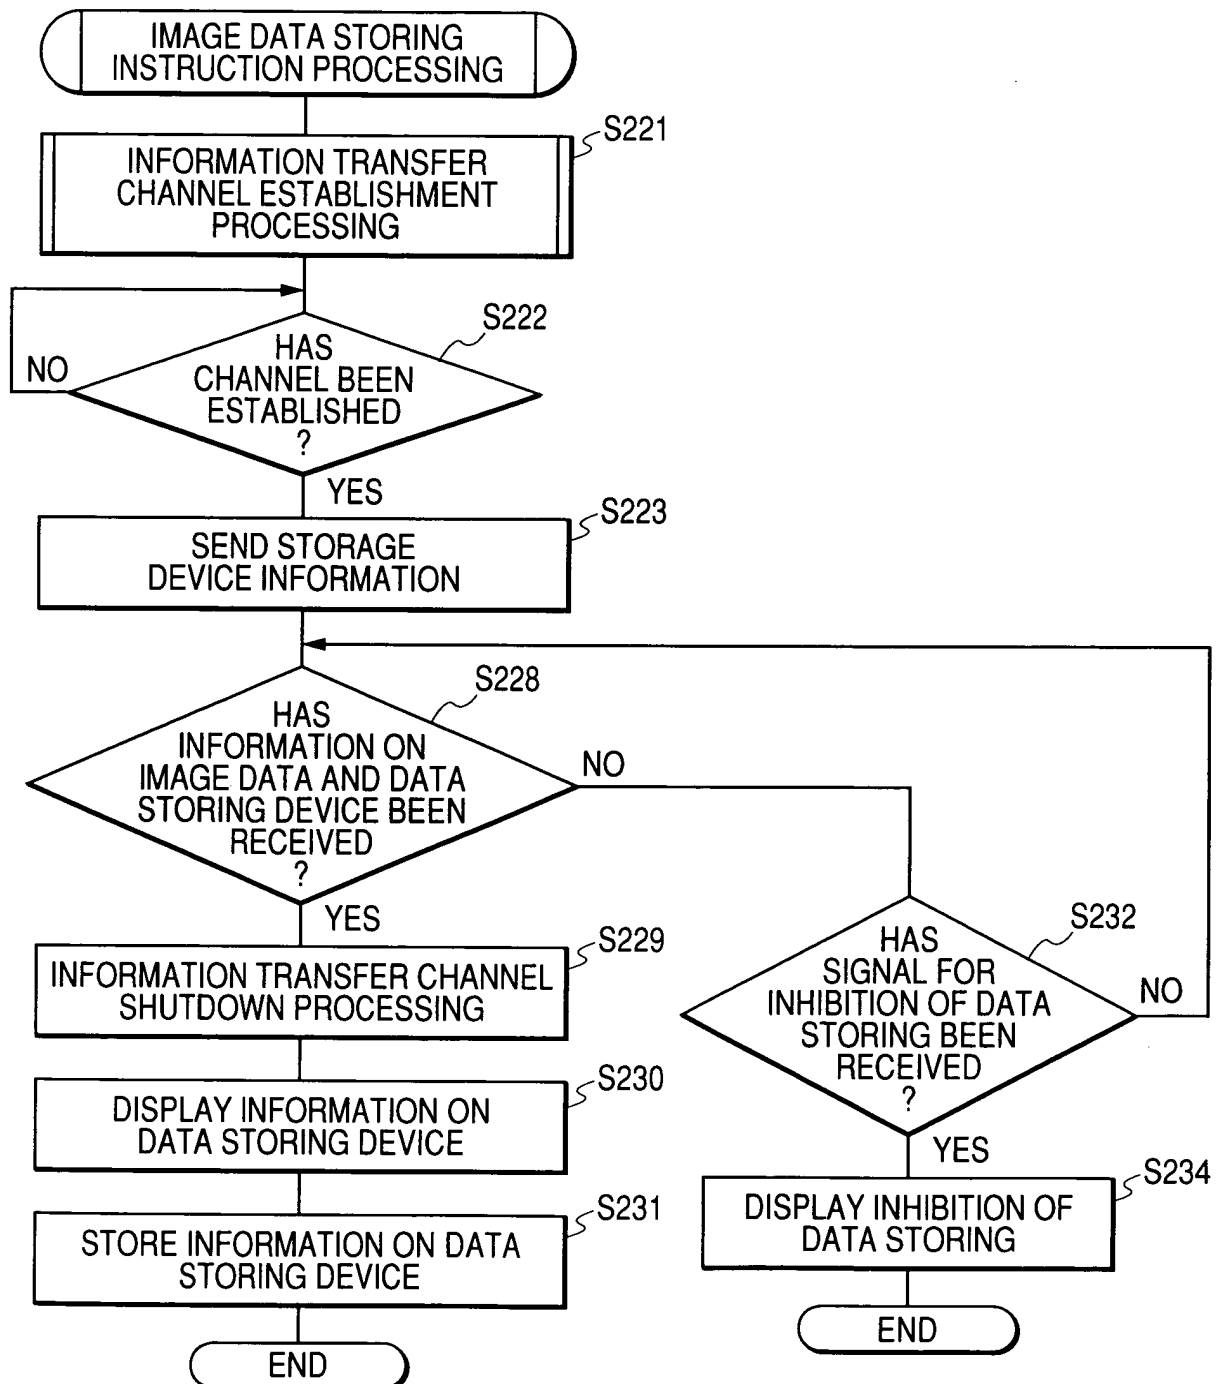 IMAGE DATA STORING
INSTRUCTION PROCESSING
S221
INFORMATION TRANSFER
CHANNEL ESTABLISHMENT
PROCESSING
S222
HAS
CHANNEL BEEN
ESTABLISHED
?
NO
YES
S223
SEND STORAGE
DEVICE INFORMATION
S228
HAS
INFORMATION ON
IMAGE DATA AND DATA
STORING DEVICE BEEN
RECEIVED
?
NO
YES
S229
INFORMATION TRANSFER CHANNEL
SHUTDOWN PROCESSING
S230
DISPLAY INFORMATION ON
DATA STORING DEVICE
S231
STORE INFORMATION ON DATA
STORING DEVICE
END
S232
HAS
SIGNAL FOR
INHIBITION OF DATA
STORING BEEN
RECEIVED
?
NO
YES
S234
DISPLAY INHIBITION OF
DATA STORING
END